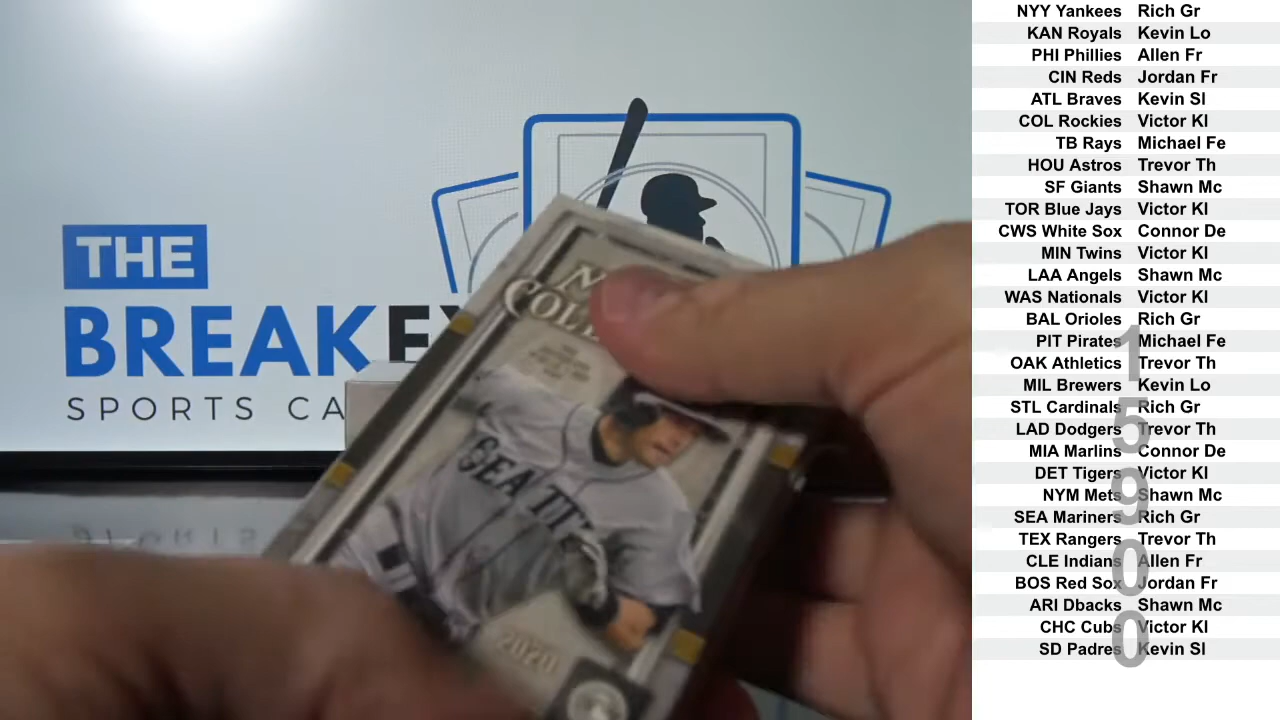 THE
BREAKE
SPORTS CA
SEATTL
2020
NYY Yankees Rich Gr
KAN Royals Kevin Lo
PHI Phillies Allen Fr
CIN Reds Jordan Fr
ATL Braves Kevin Sl
COL Rockies Victor Kl
TB Rays Michael Fe
HOU Astros Trevor Th
SF Giants Shawn Mc
TOR Blue Jays Victor Kl
CWS White Sox Connor De
MIN Twins Victor Kl
LAA Angels Shawn Mc
WAS Nationals Victor Kl
BAL Orioles Rich Gr
PIT Pirates Michael Fe
OAK Athletics Trevor Th
MIL Brewers Kevin Lo
STL Cardinals Rich Gr
LAD Dodgers Trevor Th
MIA Marlins Connor De
DET Tigers Victor Kl
NYM Mets Shawn Mc
SEA Mariners Rich Gr
TEX Rangers Trevor Th
CLE Indians Allen Fr
BOS Red Sox Jordan Fr
ARI Dbacks Shawn Mc
CHC Cubs Victor Kl
SD Padres Kevin Sl
15900